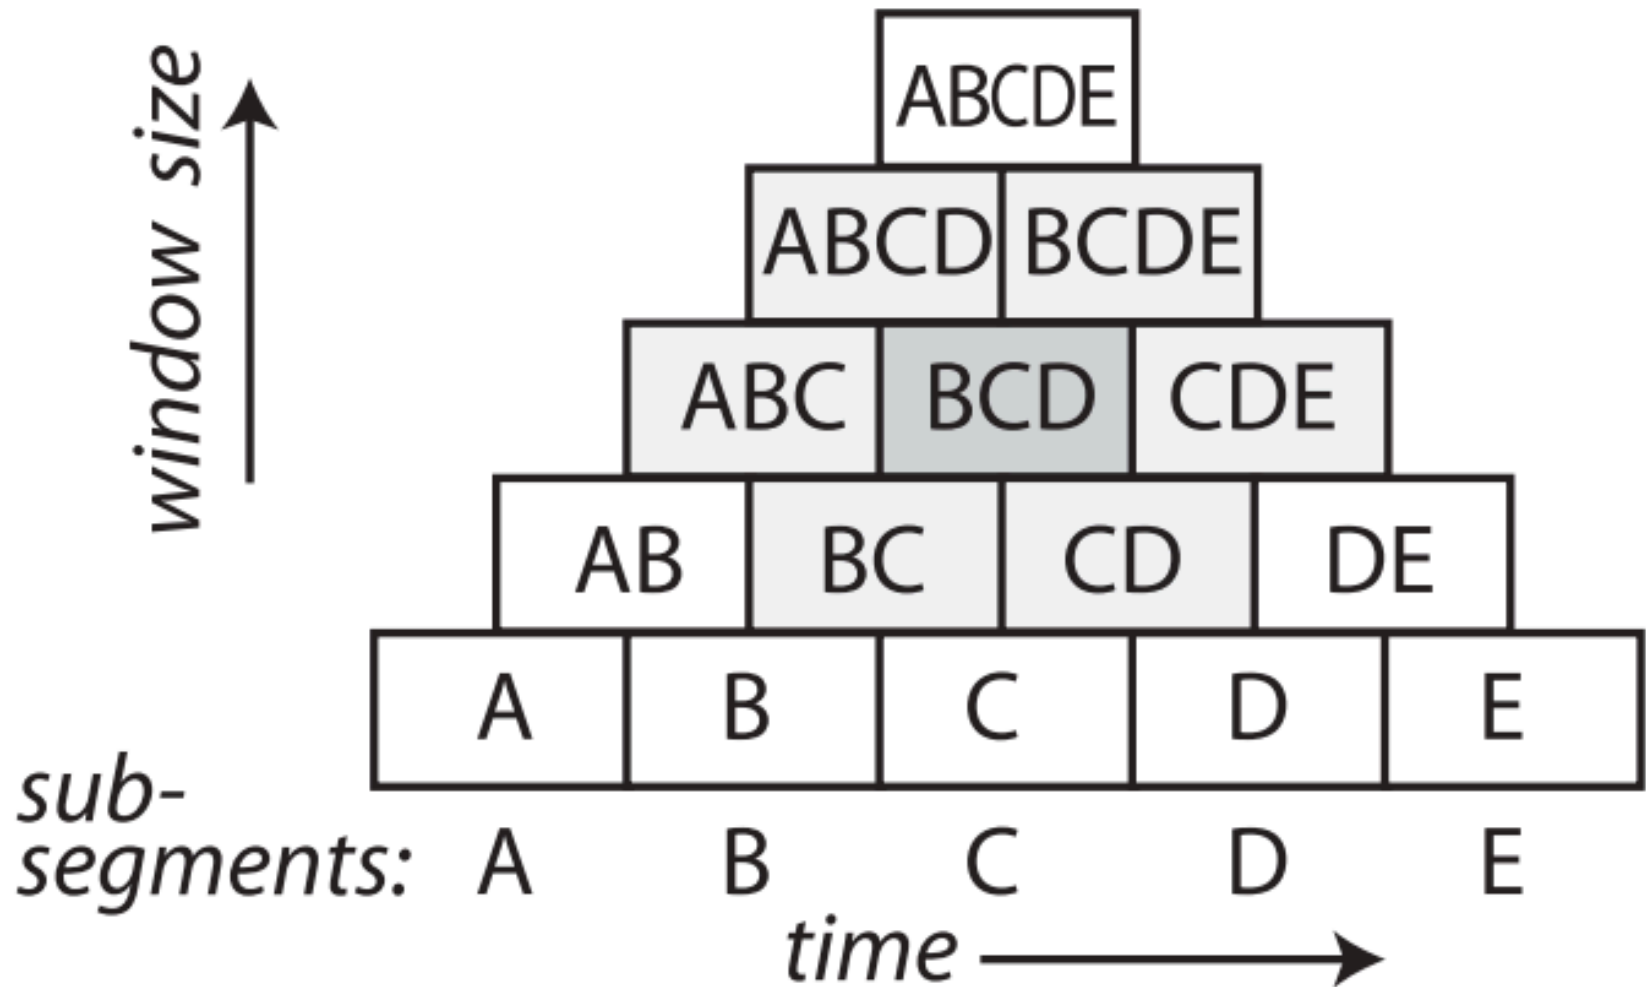 window size
ABCDE
ABCD BCDE
ABC BCD CDE
AB BC CD DE
A B C D E
sub-
segments: A B C D E
time